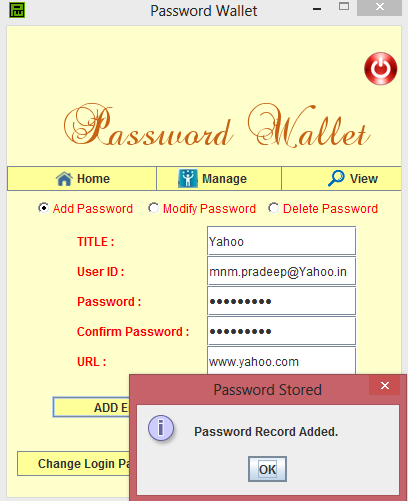 Password Wallet
Password Wallet
Home Manage View
Add Password Modify Password Delete Password
TITLE : Yahoo
User ID : mnm.pradeep@Yahoo.in
Password : •••••••••
Confirm Password : •••••••••
URL : www.yahoo.com
Password Stored
ADD E
Password Record Added.
Change Login Pa
OK